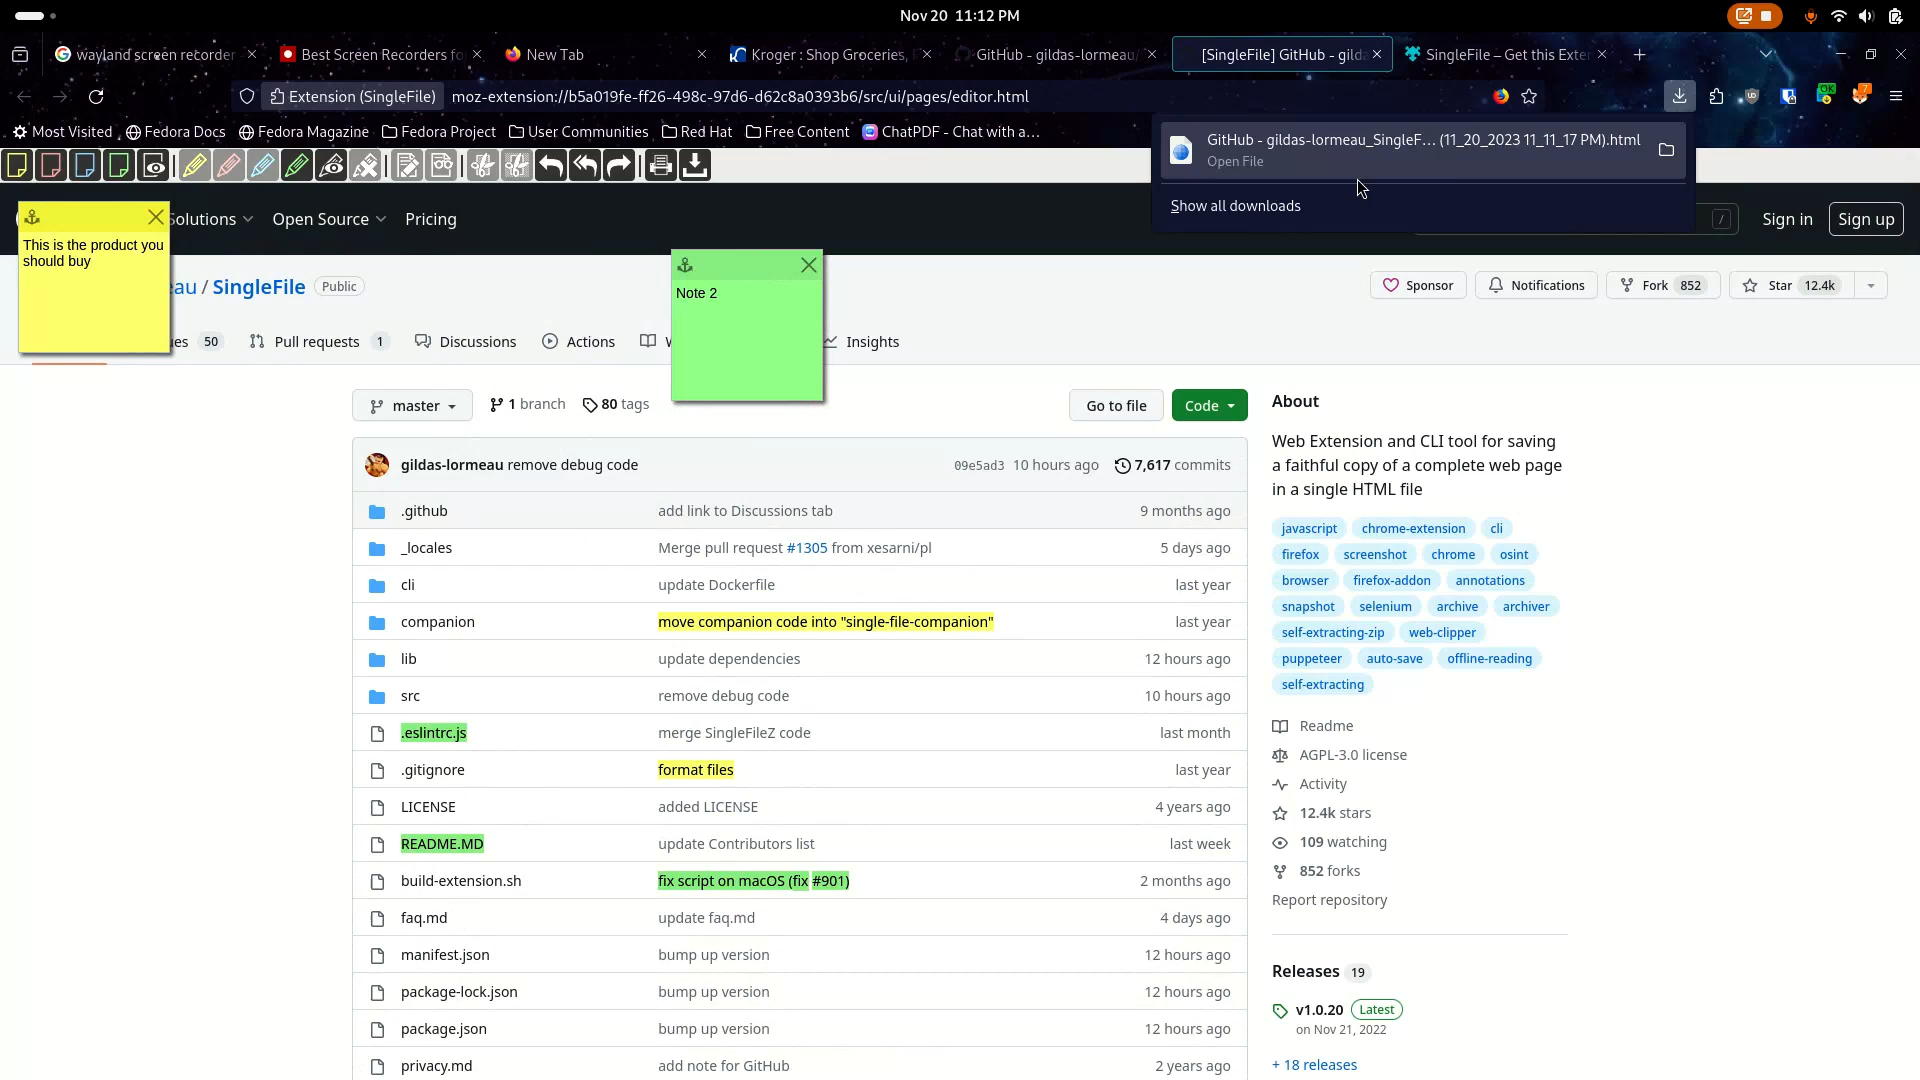 Nov 20 11:12 PM
wayland screen recorder
Best Screen Recorders fo
New Tab
Kroger : Shop Groceries,
GitHub - gildas-lormeau/
[SingleFile] GitHub - gilda
SingleFile – Get this Exte
Extension (SingleFile)
moz-extension://b5a019fe-ff26-498c-97d6-d62c8a0393b6/src/ui/pages/editor.html
OK
7
Most Visited
Fedora Docs
Fedora Magazine
Fedora Project
User Communities
Red Hat
Free Content
ChatPDF - Chat with a…
GitHub - gildas-lormeau_SingleF… (11_20_2023 11_11_17 PM).html
Open File
Show all downloads
Solutions
Open Source
Pricing
/
Sign in
Sign up
This is the product you
should buy
Note 2
eau / SingleFile
Public
Sponsor
Notifications
Fork 852
Star 12.4k
ues 50
Pull requests 1
Discussions
Actions
W
Insights
master
1 branch
80 tags
Go to file
Code
gildas-lormeau remove debug code
09e5ad3 10 hours ago
7,617 commits
.github
add link to Discussions tab
9 months ago
_locales
Merge pull request #1305 from xesarni/pl
5 days ago
cli
update Dockerfile
last year
companion
move companion code into "single-file-companion"
last year
lib
update dependencies
12 hours ago
src
remove debug code
10 hours ago
.eslintrc.js
merge SingleFileZ code
last month
.gitignore
format files
last year
LICENSE
added LICENSE
4 years ago
README.MD
update Contributors list
last week
build-extension.sh
fix script on macOS (fix #901)
2 months ago
faq.md
update faq.md
4 days ago
manifest.json
bump up version
12 hours ago
package-lock.json
bump up version
12 hours ago
package.json
bump up version
12 hours ago
privacy.md
add note for GitHub
2 years ago
About
Web Extension and CLI tool for saving
a faithful copy of a complete web page
in a single HTML file
javascript chrome-extension cli
firefox screenshot chrome osint
browser firefox-addon annotations
snapshot selenium archive archiver
self-extracting-zip web-clipper
puppeteer auto-save offline-reading
self-extracting
Readme
AGPL-3.0 license
Activity
12.4k stars
109 watching
852 forks
Report repository
Releases 19
v1.0.20 Latest
on Nov 21, 2022
+ 18 releases